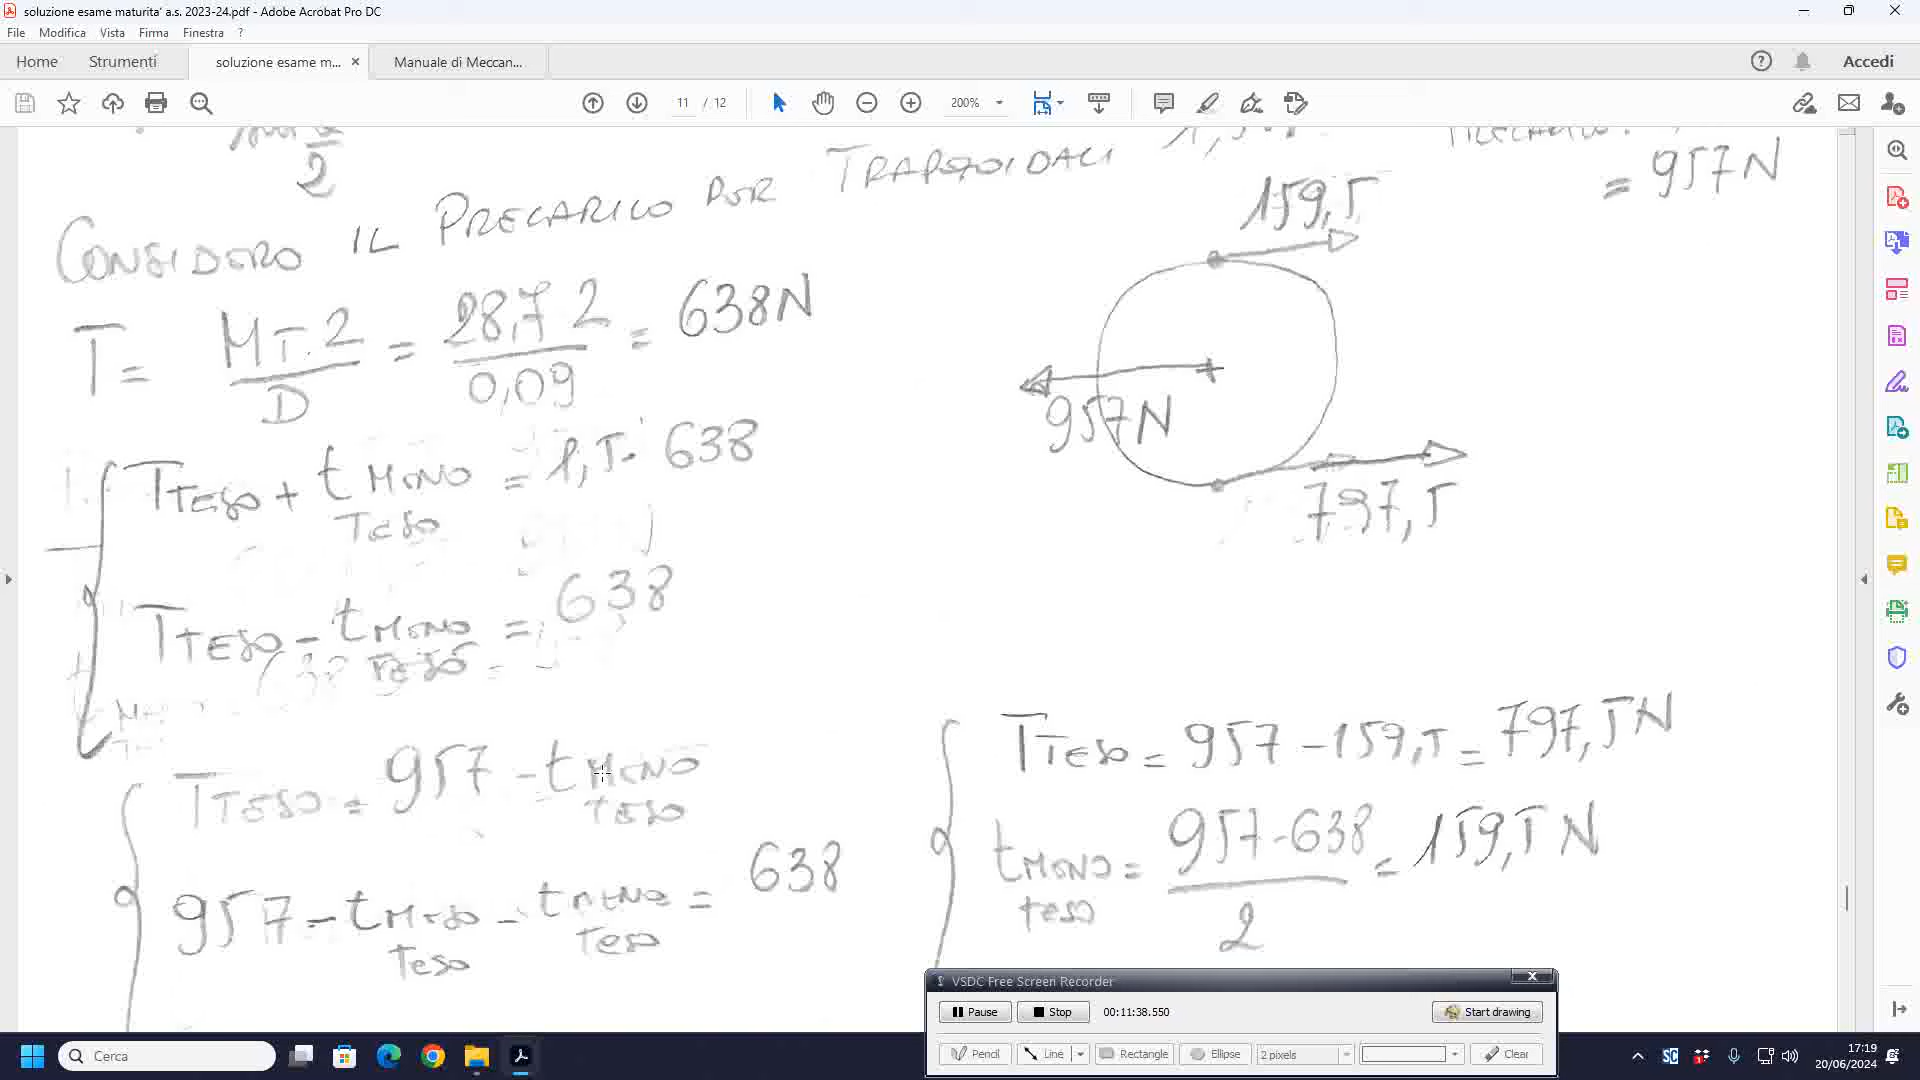 soluzione esame maturita' a.s. 2023-24.pdf - Adobe Acrobat Pro DC
File Modifica Vista Firma Finestra ?
Home Strumenti soluzione esame m... Manuale di Meccan... Accedi
11 / 12 200%
2
CONSIDERO IL PRECARICO PER TRAPEZOIDALI
= 957N
159,5
T = MT·2 / D = 28,7 2 / 0,09 = 638N
957N
797,5
TTESO + tMENO TESO = 1,5· 638
TTESO - tMENO TESO = 638
TTESO = 957 - tMENO TESO
957 - tMENO TESO - tMENO TESO = 638
TTESO = 957 - 159,5 = 797,5N
tMENO TESO = 957-638 / 2 = 159,5 N
VSDC Free Screen Recorder
Pause Stop 00:11:38.550 Start drawing
Pencil Line Rectangle Ellipse 2 pixels Clear
Cerca
17:19
20/06/2024